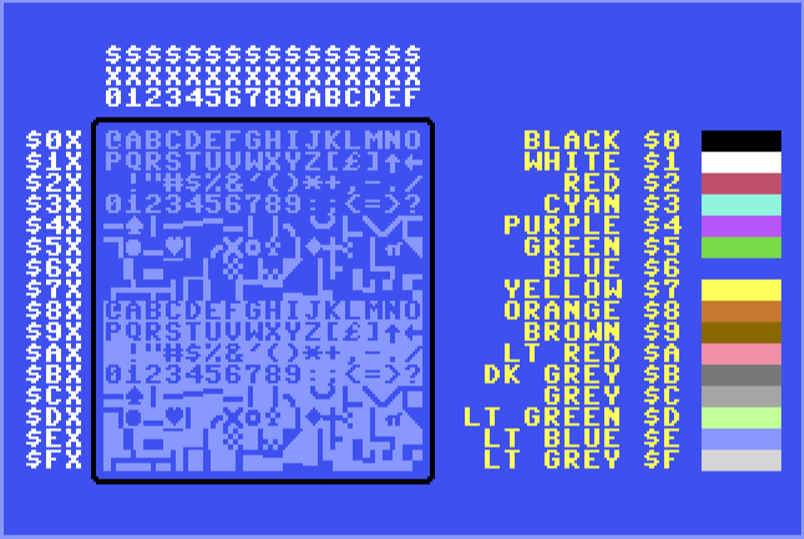 $$$$$$$$$$$$$$$$
XXXXXXXXXXXXXXXX
0123456789ABCDEF
$0X @ABCDEFGHIJKLMNO BLACK $0
$1X PQRSTUVWXYZ[£]↑← WHITE $1
$2X !"#$%&'()*+,-./ RED $2
$3X 0123456789:;<=>? CYAN $3
$4X PURPLE $4
$5X GREEN $5
$6X BLUE $6
$7X YELLOW $7
$8X @ABCDEFGHIJKLMNO ORANGE $8
$9X PQRSTUVWXYZ[£]↑← BROWN $9
$AX !"#$%&'()*+,-./ LT RED $A
$BX 0123456789:;<=>? DK GREY $B
$CX GREY $C
$DX LT GREEN $D
$EX LT BLUE $E
$FX LT GREY $F